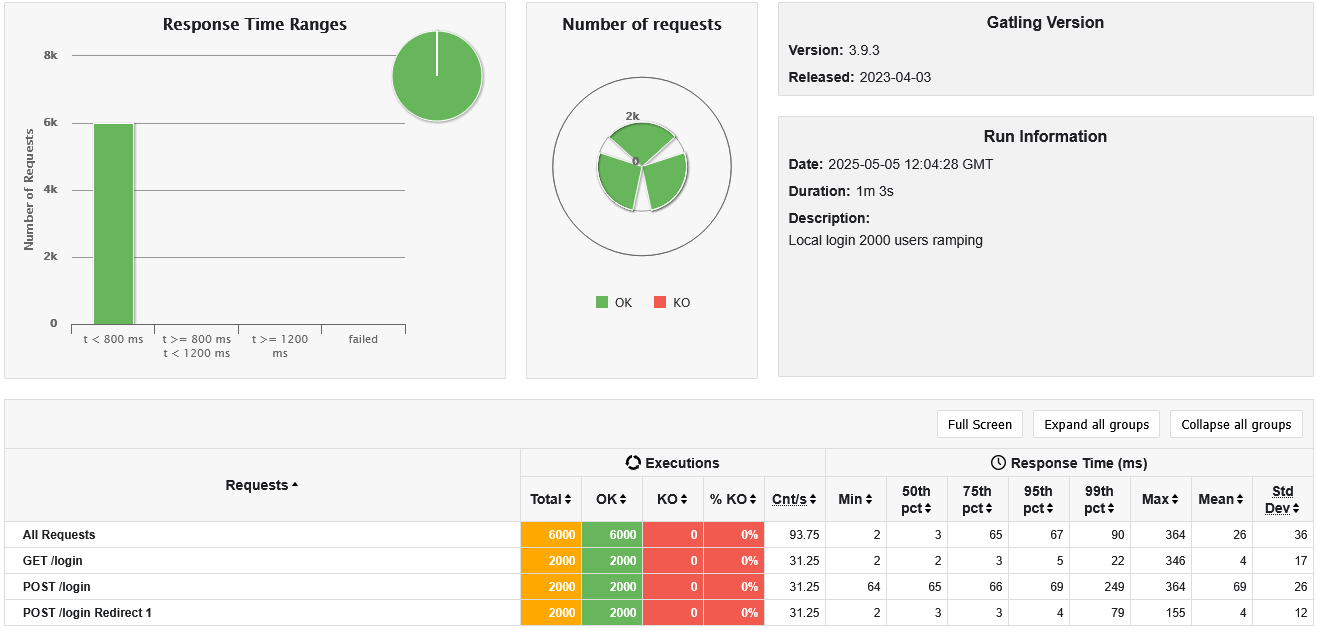 Response Time Ranges
8k
6k
4k
2k
0
Number of Requests
t < 800 ms
t >= 800 ms
t < 1200 ms
t >= 1200
ms
failed
Number of requests
2k
0
OK KO
Gatling Version
Version: 3.9.3
Released: 2023-04-03
Run Information
Date: 2025-05-05 12:04:28 GMT
Duration: 1m 3s
Description:
Local login 2000 users ramping
Full Screen Expand all groups Collapse all groups
Requests
Executions Response Time (ms)
Total OK KO % KO Cnt/s Min 50th pct 75th pct 95th pct 99th pct Max Mean Std Dev
All Requests 6000 6000 0 0% 93.75 2 3 65 67 90 364 26 36
GET /login 2000 2000 0 0% 31.25 2 2 3 5 22 346 4 17
POST /login 2000 2000 0 0% 31.25 64 65 66 69 249 364 69 26
POST /login Redirect 1 2000 2000 0 0% 31.25 2 3 3 4 79 155 4 12